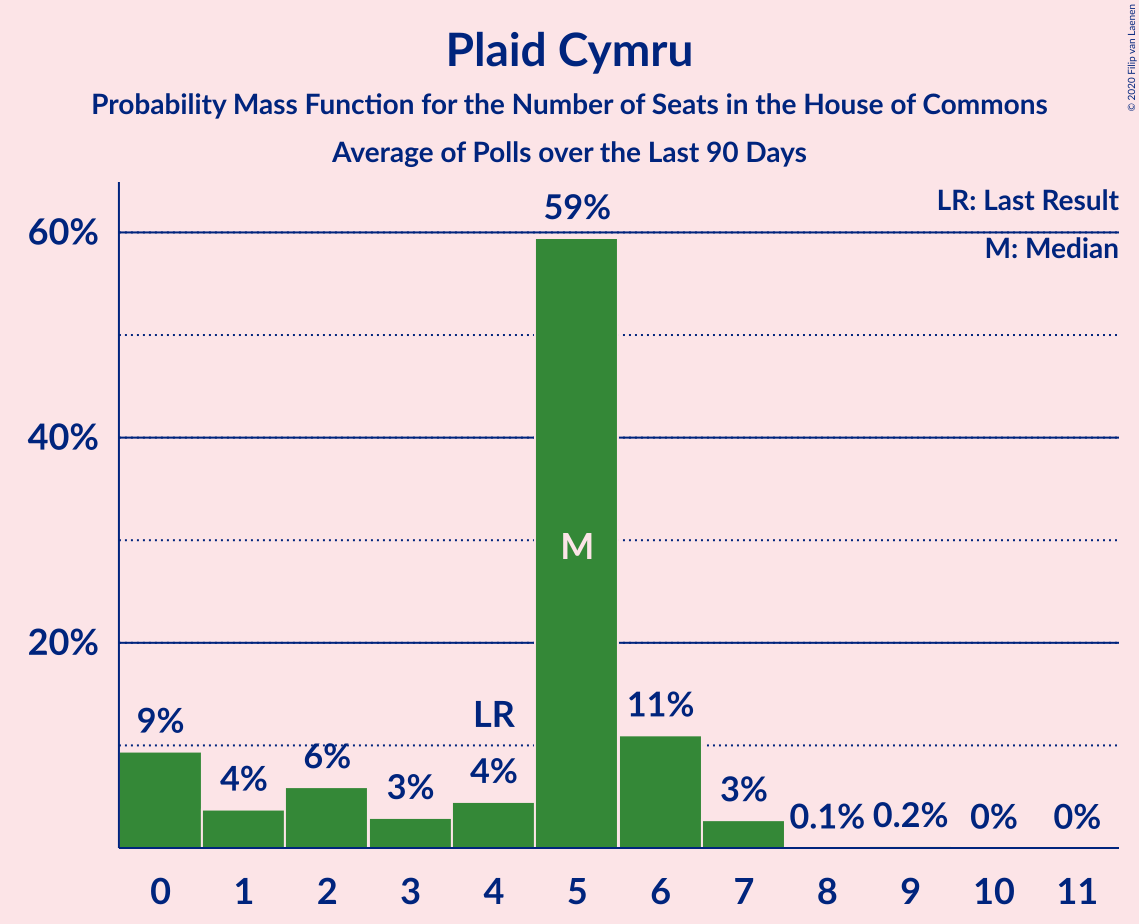 Plaid Cymru
Probability Mass Function for the Number of Seats in the House of Commons
Average of Polls over the Last 90 Days
© 2020 Filip van Laenen
LR: Last Result
M: Median
60%
40%
20%
9%
4%
6%
3%
LR
4%
59%
M
11%
3%
0.1%
0.2%
0%
0%
0 1 2 3 4 5 6 7 8 9 10 11